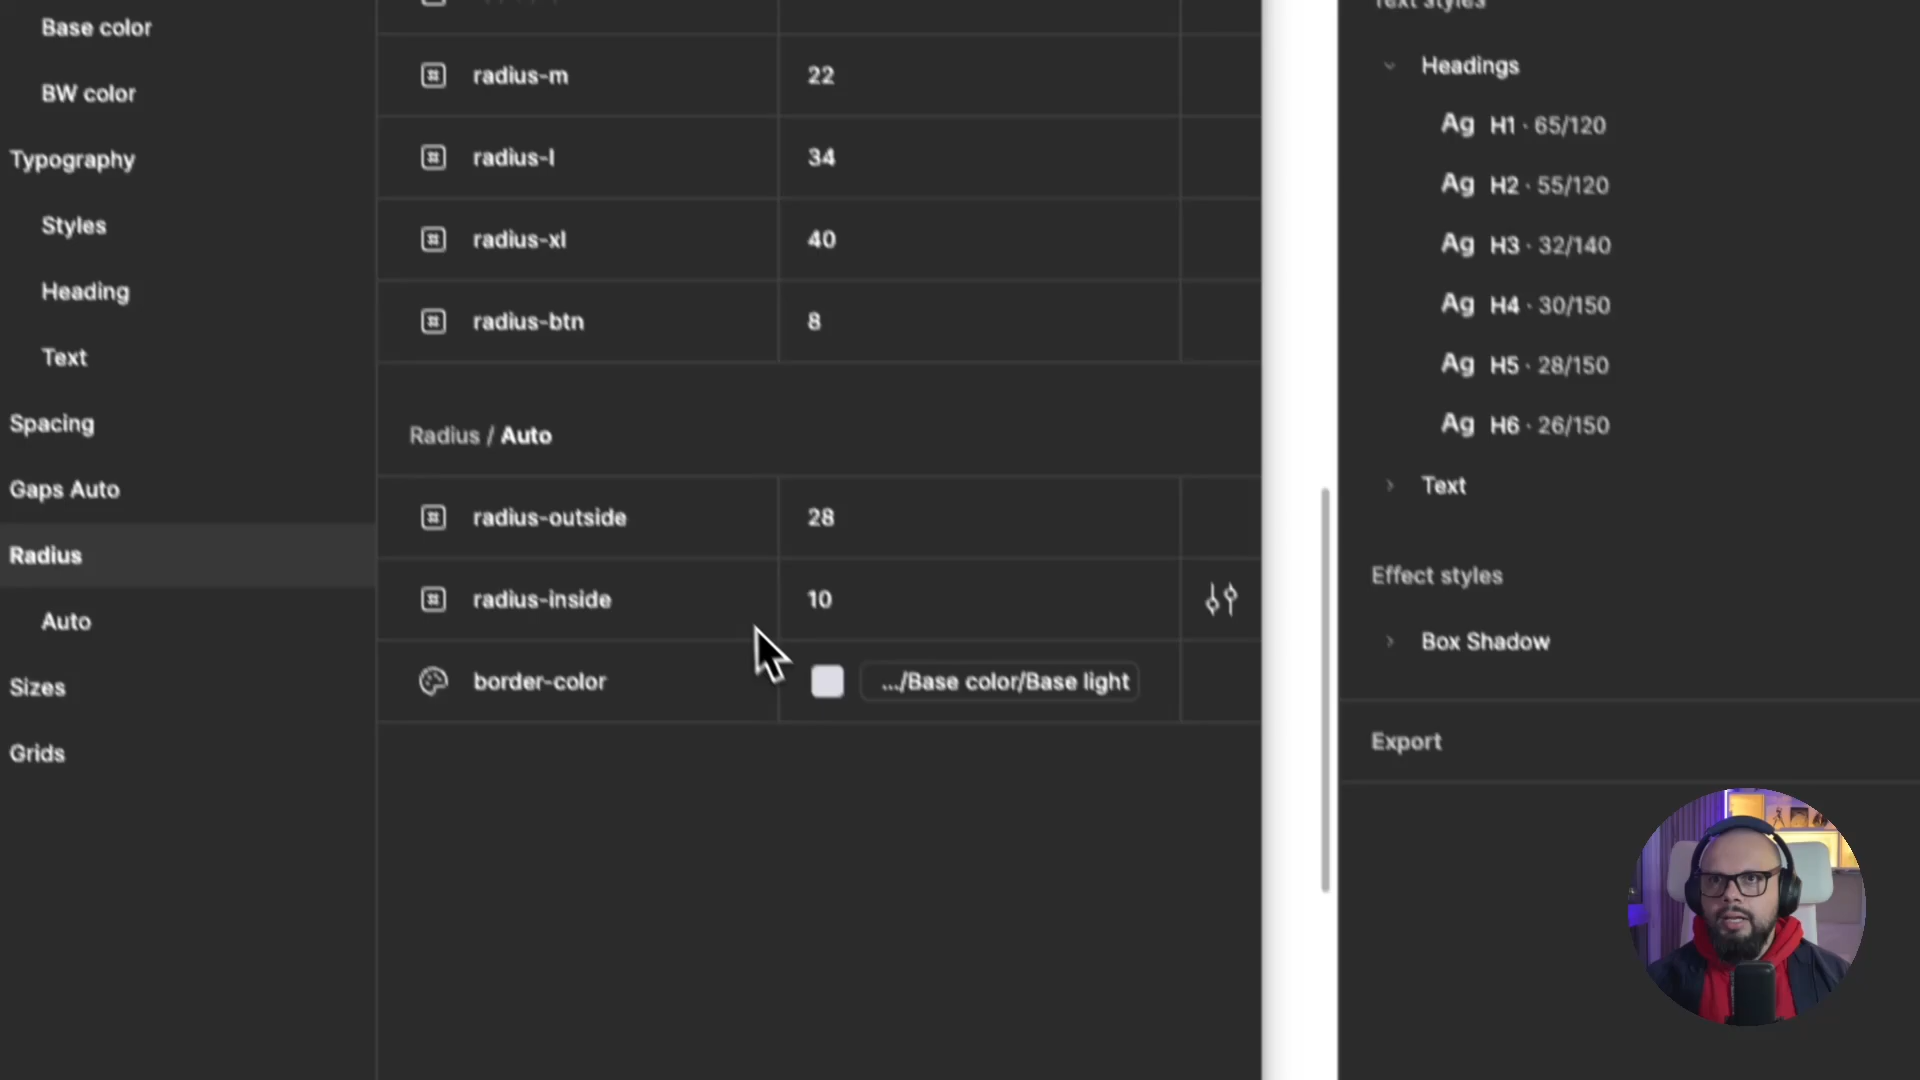 Base color
BW color
Typography
Styles
Heading
Text
Spacing
Gaps Auto
Radius
Auto
Sizes
Grids
radius-m 22
radius-l 34
radius-xl 40
radius-btn 8
Radius / Auto
radius-outside 28
radius-inside 10
border-color .../Base color/Base light
Text styles
Headings
Ag H1 · 65/120
Ag H2 · 55/120
Ag H3 · 32/140
Ag H4 · 30/150
Ag H5 · 28/150
Ag H6 · 26/150
Text
Effect styles
Box Shadow
Export